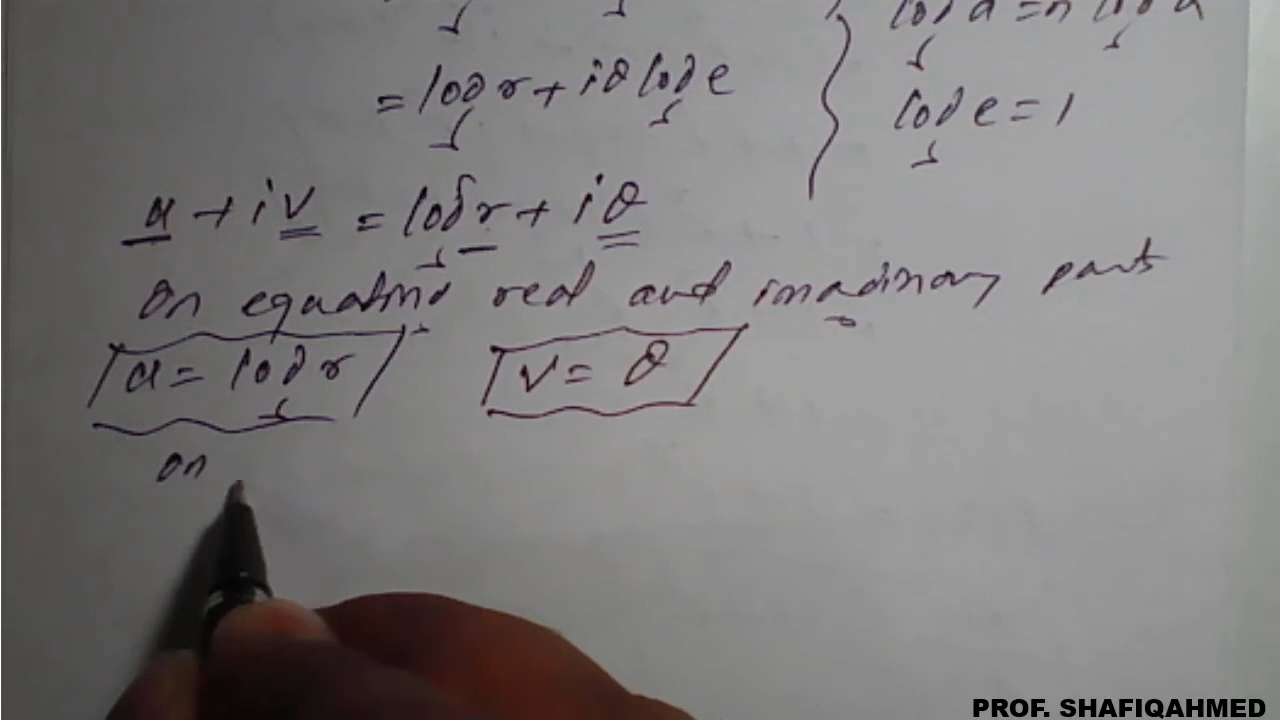 log a = n log a
= log r + iθ log e
log e = 1
u + iv = log r + iθ
on equating real and imaginary parts
u = log r v = θ
on
PROF. SHAFIQAHMED